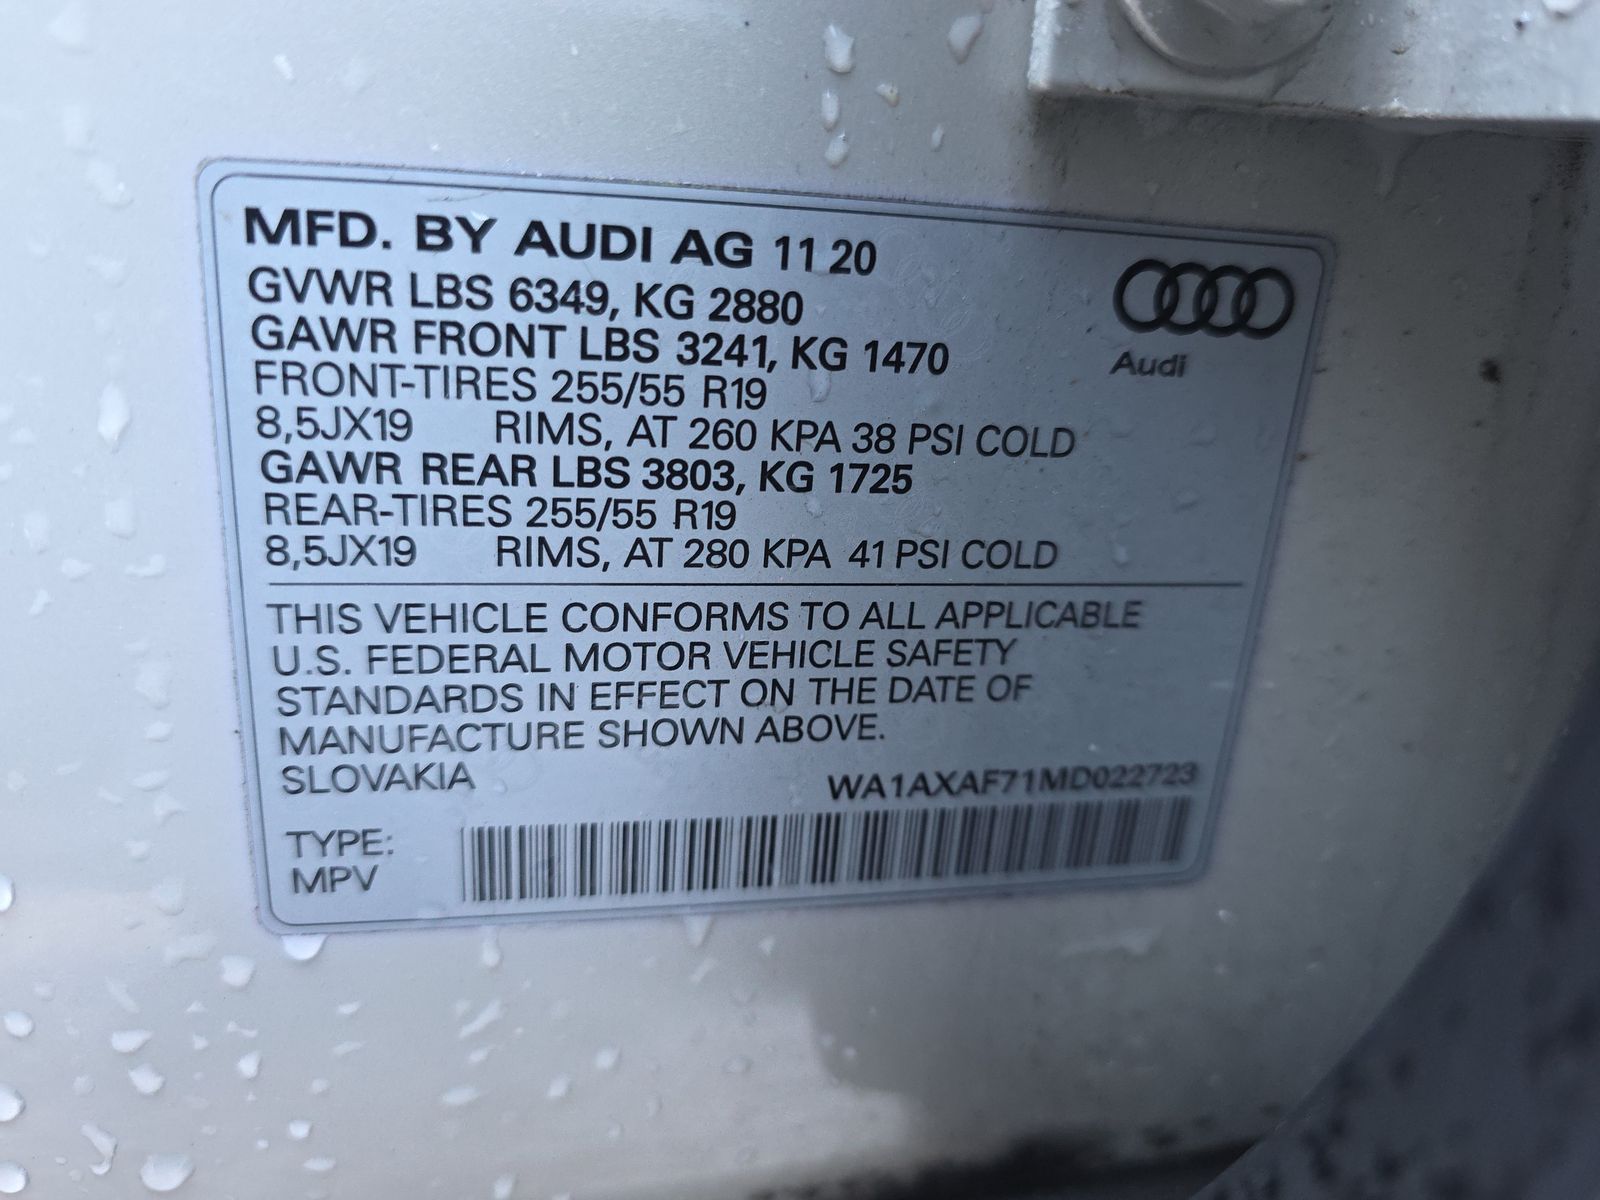 MFD. BY AUDI AG 11 20
GVWR LBS 6349, KG 2880
GAWR FRONT LBS 3241, KG 1470
FRONT-TIRES 255/55 R19
8,5JX19 RIMS, AT 260 KPA 38 PSI COLD
GAWR REAR LBS 3803, KG 1725
REAR-TIRES 255/55 R19
8,5JX19 RIMS, AT 280 KPA 41 PSI COLD
Audi
THIS VEHICLE CONFORMS TO ALL APPLICABLE
U.S. FEDERAL MOTOR VEHICLE SAFETY
STANDARDS IN EFFECT ON THE DATE OF
MANUFACTURE SHOWN ABOVE.
SLOVAKIA WA1AXAF71MD022723
TYPE:
MPV